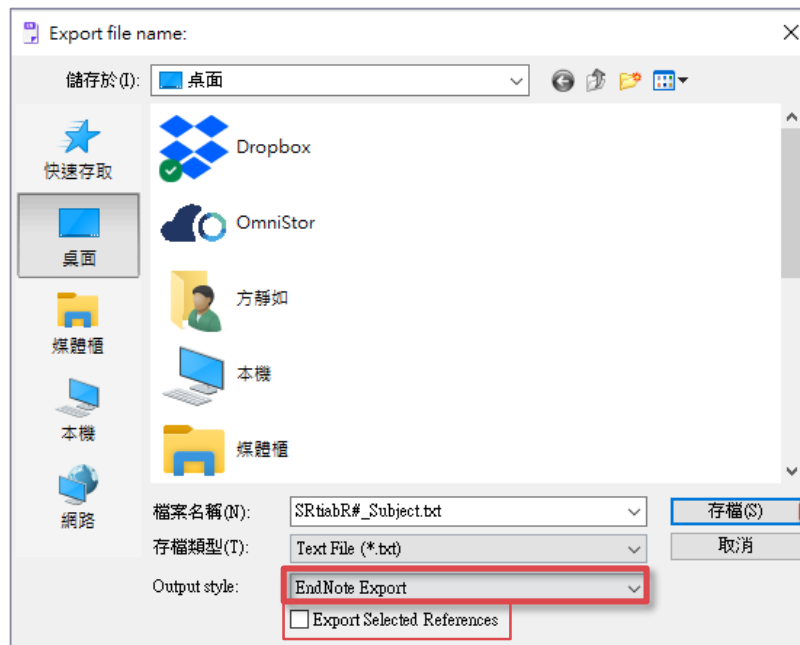 Export file name:
儲存於(I): 桌面
快速存取
桌面
媒體櫃
本機
網路
Dropbox
OmniStor
方靜如
本機
媒體櫃
檔案名稱(N): SRtiabR#_Subject.txt 存檔(S)
存檔類型(T): Text File (*.txt) 取消
Output style: EndNote Export
Export Selected References